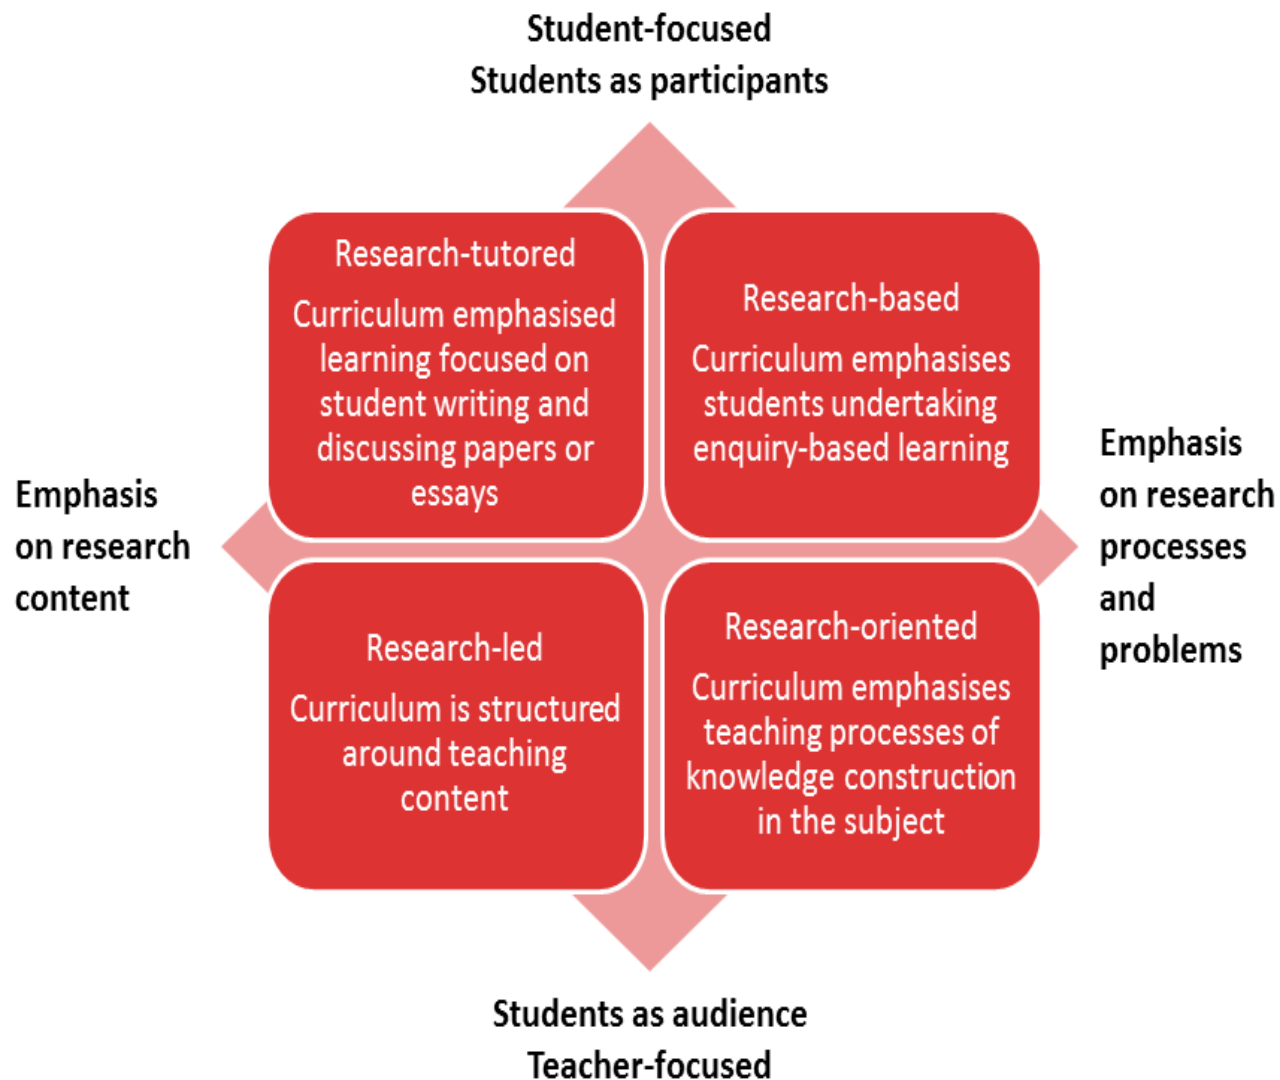 Student-focused
Students as participants
Research-tutored
Curriculum emphasised
learning focused on
student writing and
discussing papers or
essays
Research-based
Curriculum emphasises
students undertaking
enquiry-based learning
Emphasis
on research
content
Emphasis
on research
processes
and
problems
Research-led
Curriculum is structured
around teaching
content
Research-oriented
Curriculum emphasises
teaching processes of
knowledge construction
in the subject
Students as audience
Teacher-focused